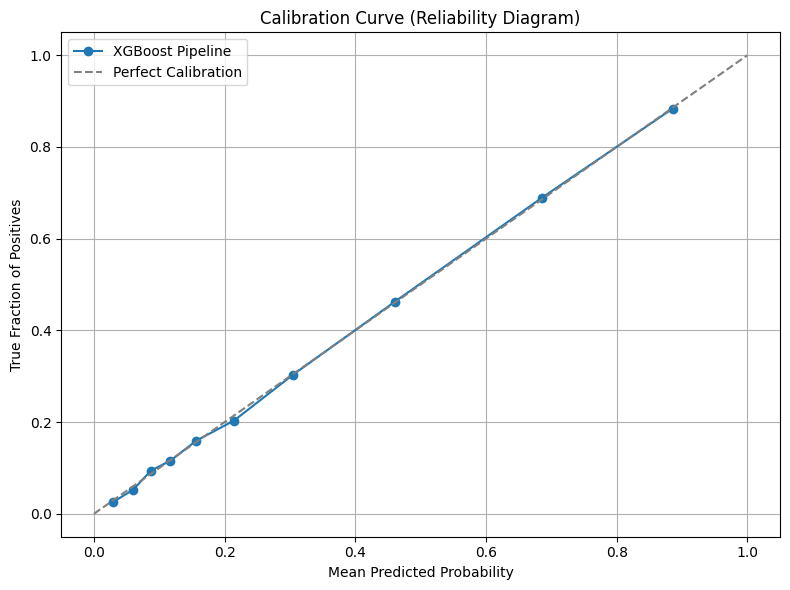 Calibration Curve (Reliability Diagram)
XGBoost Pipeline
Perfect Calibration
True Fraction of Positives
1.0
0.8
0.6
0.4
0.2
0.0
0.0 0.2 0.4 0.6 0.8 1.0
Mean Predicted Probability